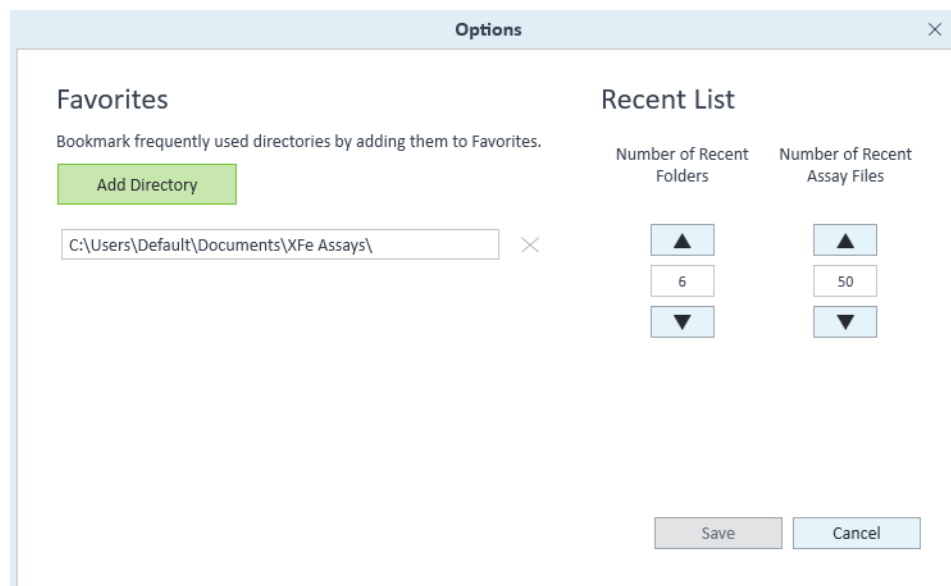 Options
Favorites
Bookmark frequently used directories by adding them to Favorites.
Add Directory
C:\Users\Default\Documents\XFe Assays\
Recent List
Number of Recent
Folders
6
Number of Recent
Assay Files
50
Save
Cancel